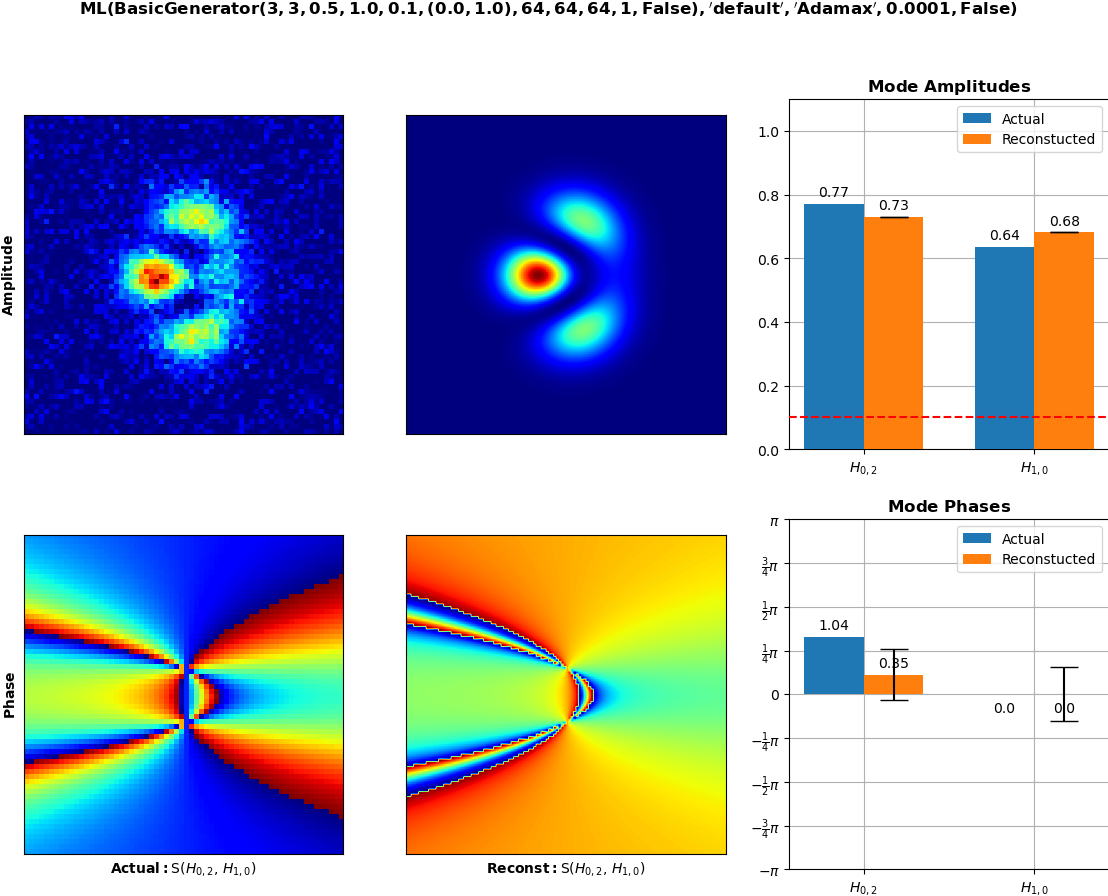 ML(BasicGenerator(3, 3, 0.5, 1.0, 0.1, (0.0, 1.0), 64, 64, 64, 1, False), ′default′, ′Adamax′, 0.0001, False)
Amplitude
Mode Amplitudes
Actual
Reconstucted
1.0
0.8
0.6
0.4
0.2
0.0
0.77
0.73
0.64
0.68
H0, 2
H1, 0
Phase
Actual: S(H0, 2, H1, 0)
Reconst: S(H0, 2, H1, 0)
Mode Phases
Actual
Reconstucted
π
3/4π
1/2π
1/4π
0
−1/4π
−1/2π
−3/4π
−π
1.04
0.35
0.0
0.0
H0, 2
H1, 0